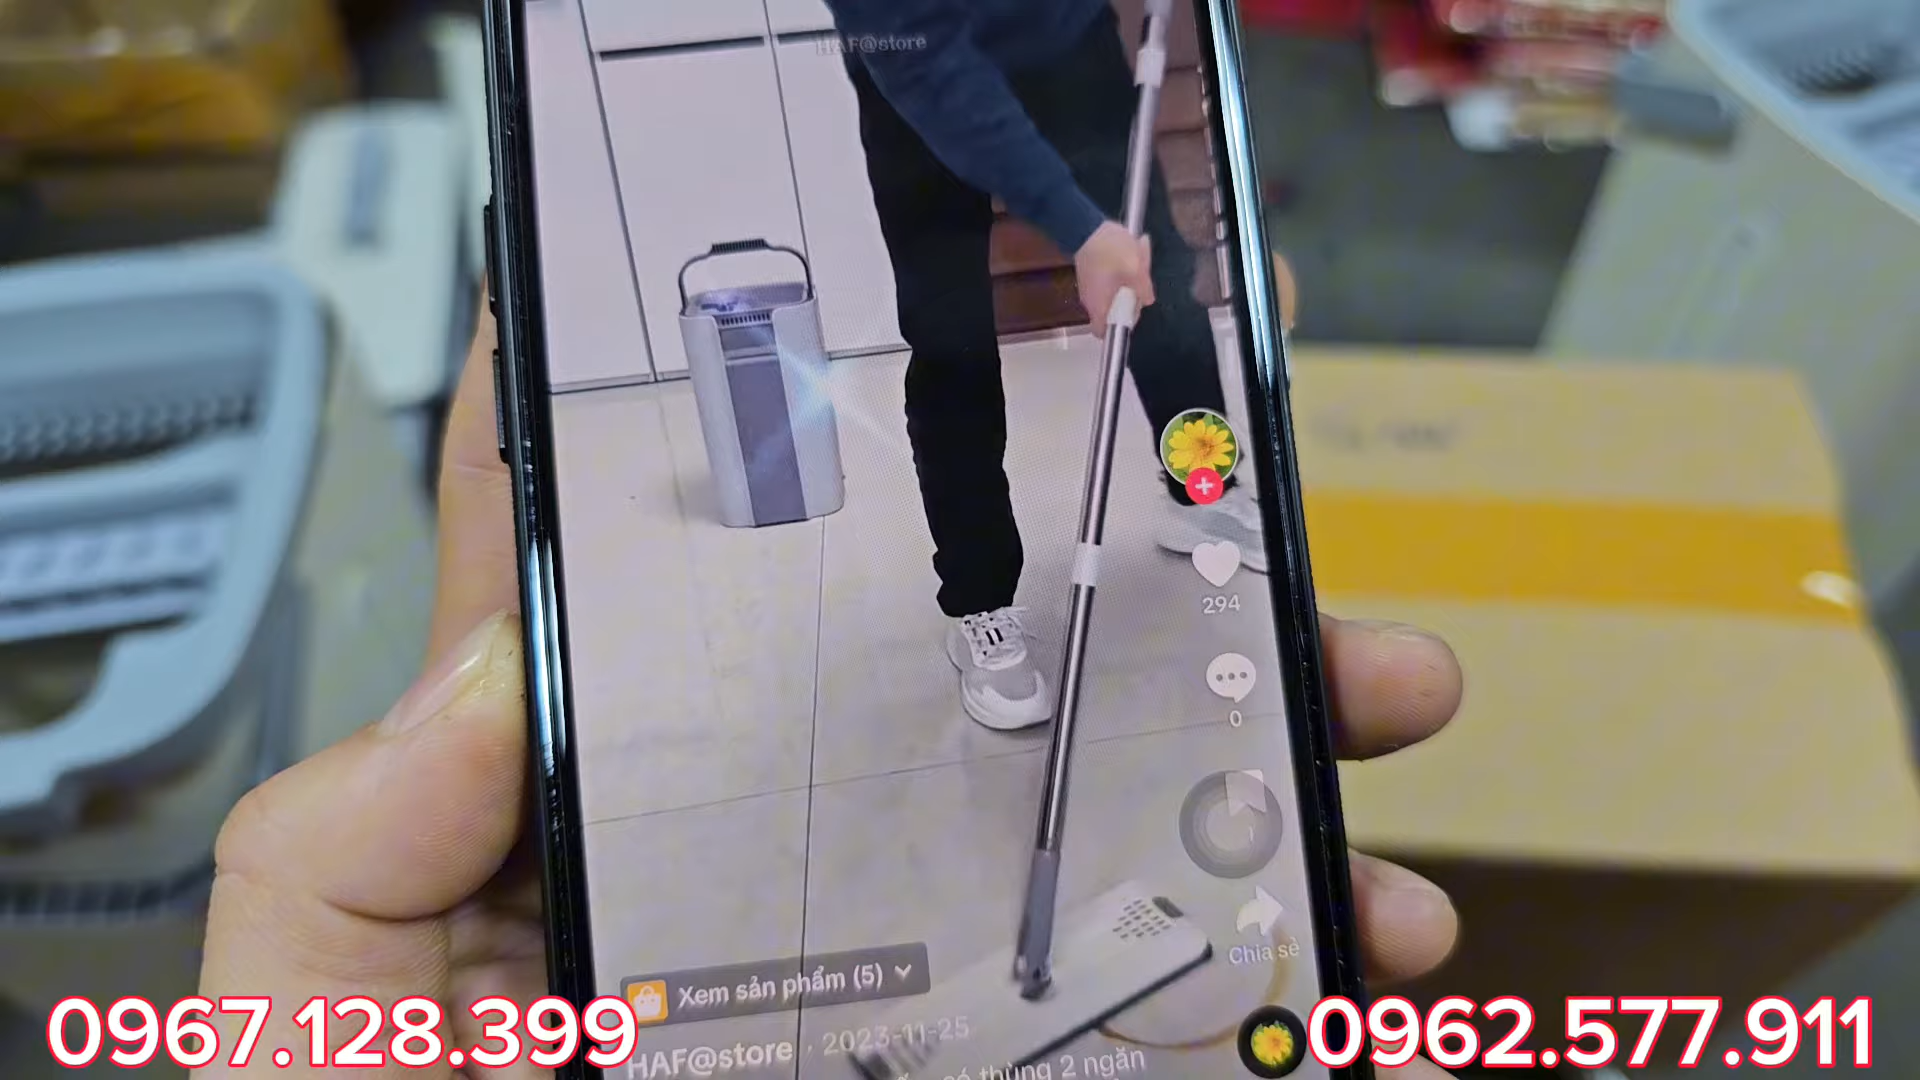 HAF@store
294
0
Chia sẻ
Xem sản phẩm (5)
HAF@store · 2023-11-25
có thùng 2 ngăn
0967.128.399
0962.577.911